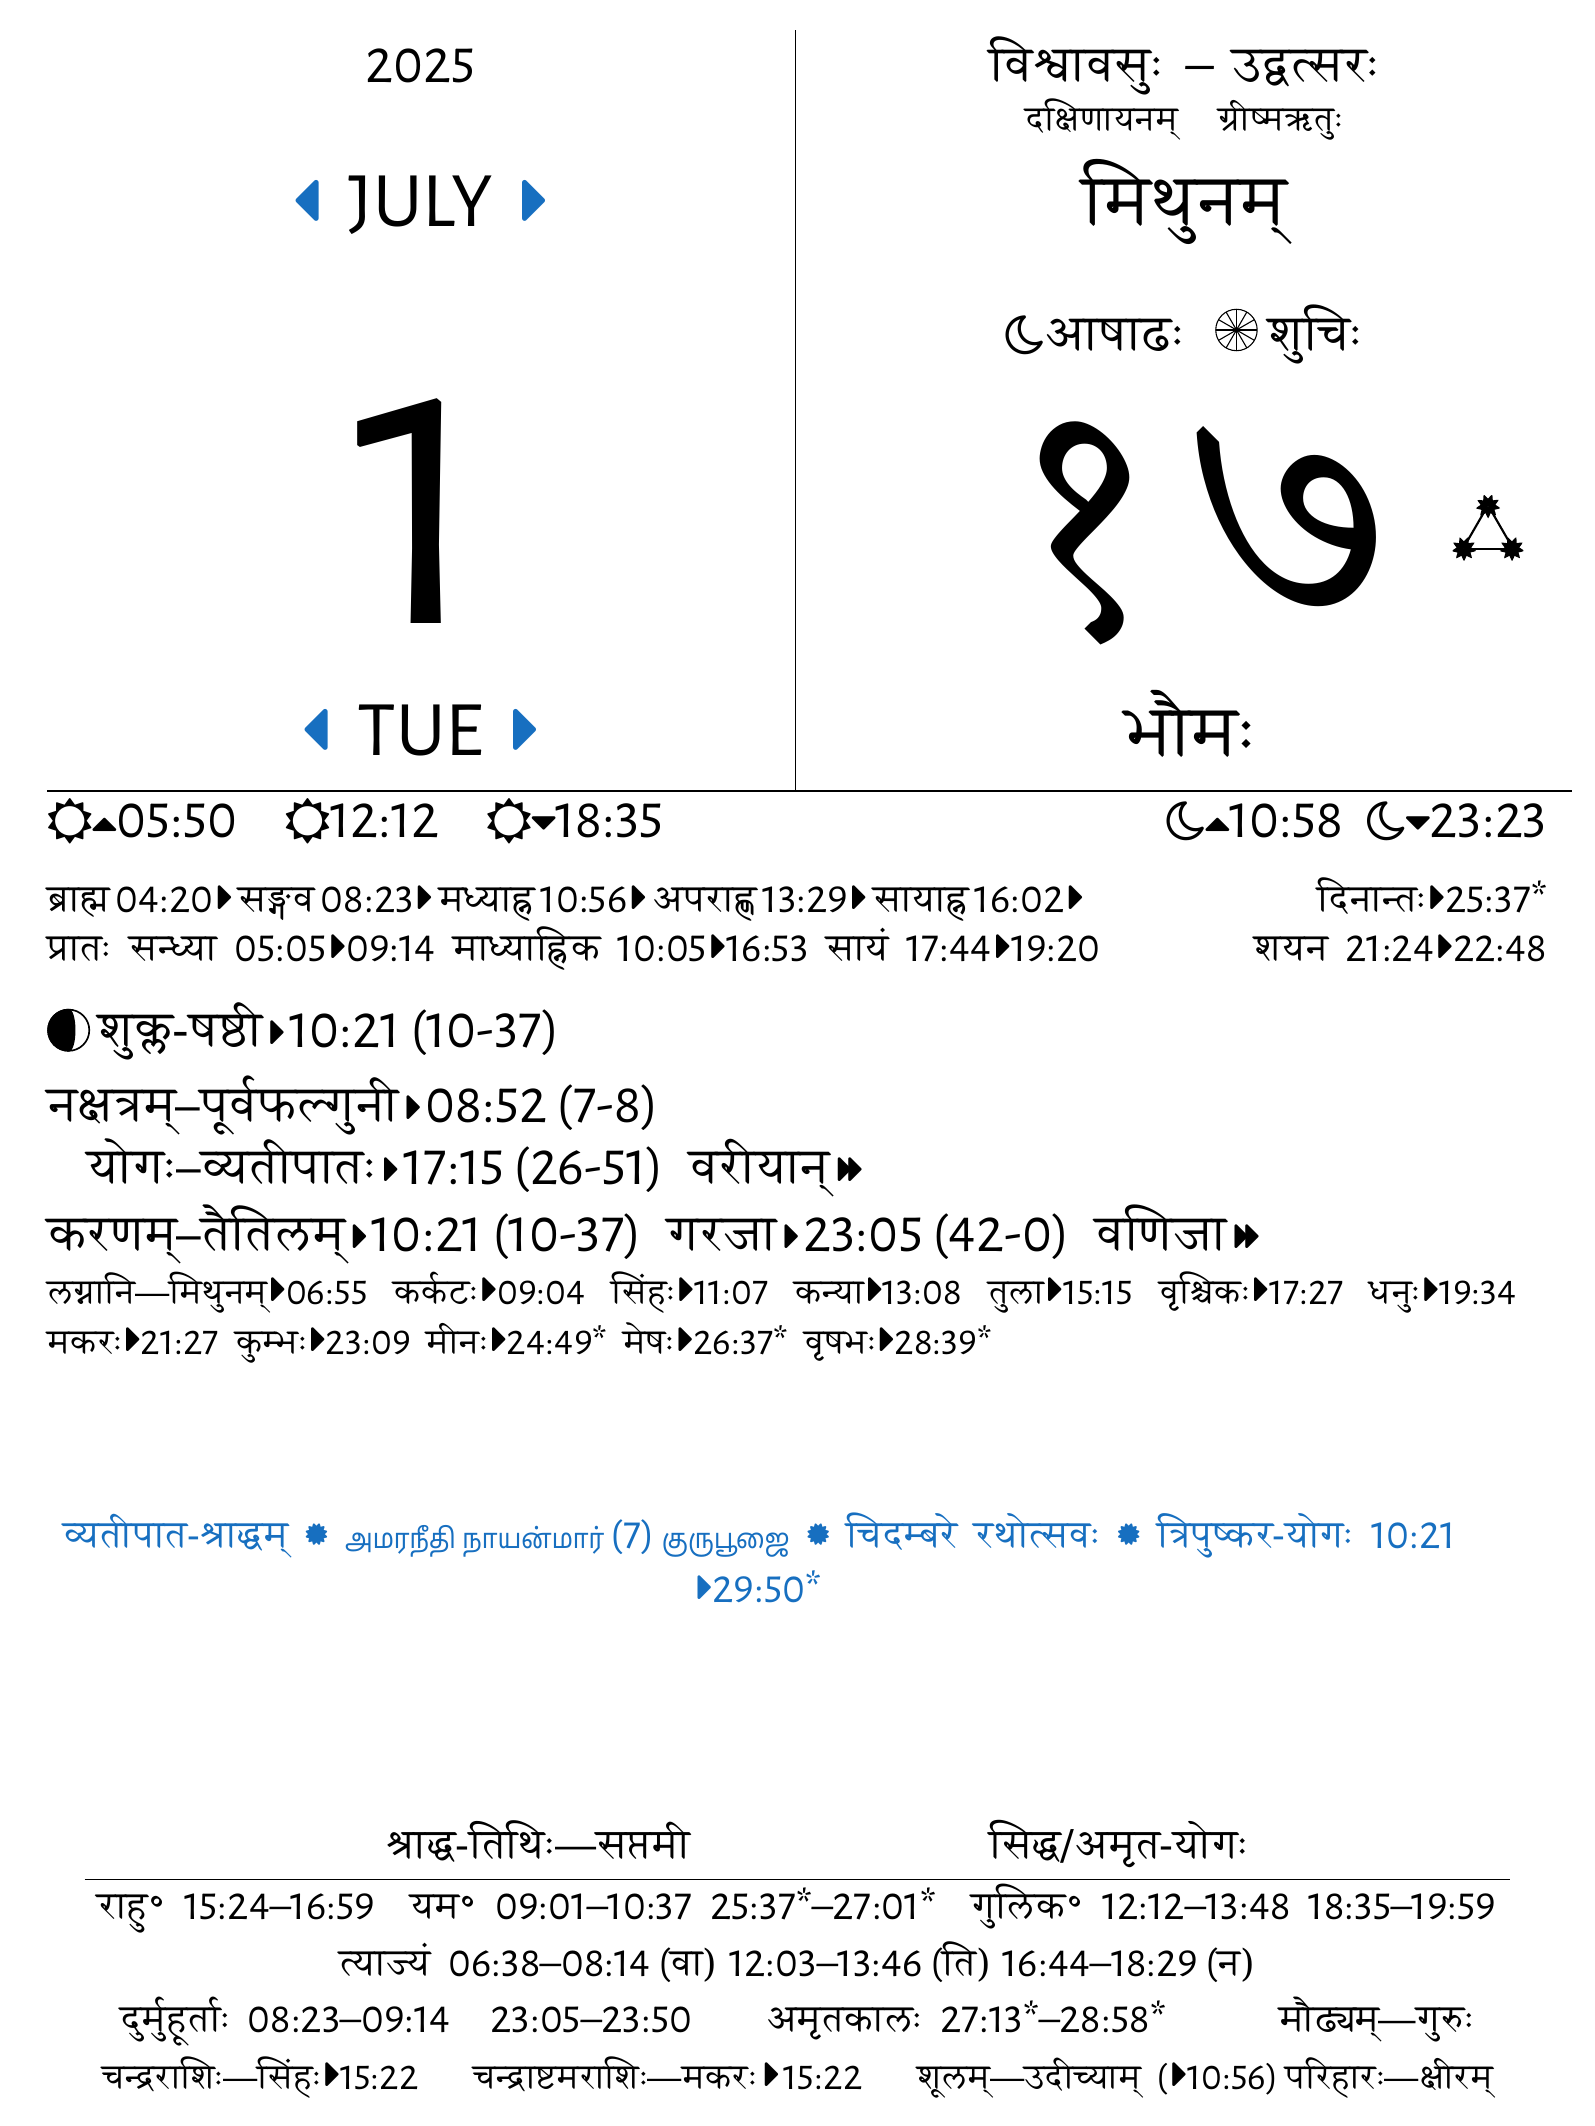 2025
JULY
1
TUE
विश्वावसुः – उद्वत्सरः
दक्षिणायनम् ग्रीष्मऋतुः
मिथुनम्
आषाढः शुचिः
१७
भौमः
05:50 12:12 18:35 10:58 23:23
ब्राह्म 04:20 सङ्गव 08:23 मध्याह्न 10:56 अपराह्ण 13:29 सायाह्न 16:02 दिनान्तः 25:37*
प्रातः सन्ध्या 05:05 09:14 माध्याह्निक 10:05 16:53 सायं 17:44 19:20 शयन 21:24 22:48
शुक्ल-षष्ठी 10:21 (10-37)
नक्षत्रम्–पूर्वफल्गुनी 08:52 (7-8)
योगः–व्यतीपातः 17:15 (26-51) वरीयान्
करणम्–तैतिलम् 10:21 (10-37) गरजा 23:05 (42-0) वणिजा
लग्नानि—मिथुनम् 06:55 कर्कटः 09:04 सिंहः 11:07 कन्या 13:08 तुला 15:15 वृश्चिकः 17:27 धनुः 19:34
मकरः 21:27 कुम्भः 23:09 मीनः 24:49* मेषः 26:37* वृषभः 28:39*
व्यतीपात-श्राद्धम् அமரநீதி நாயன்மார் (7) குருபூஜை चिदम्बरे रथोत्सवः त्रिपुष्कर-योगः 10:21
29:50*
श्राद्ध-तिथिः—सप्तमी सिद्ध/अमृत-योगः
राहु॰ 15:24–16:59 यम॰ 09:01–10:37 25:37*–27:01* गुलिक॰ 12:12–13:48 18:35–19:59
त्याज्यं 06:38–08:14 (वा) 12:03–13:46 (ति) 16:44–18:29 (न)
दुर्मुहूर्ताः 08:23–09:14 23:05–23:50 अमृतकालः 27:13*–28:58* मौढ्यम्—गुरुः
चन्द्रराशिः—सिंहः 15:22 चन्द्राष्टमराशिः—मकरः 15:22 शूलम्—उदीच्याम् ( 10:56) परिहारः—क्षीरम्